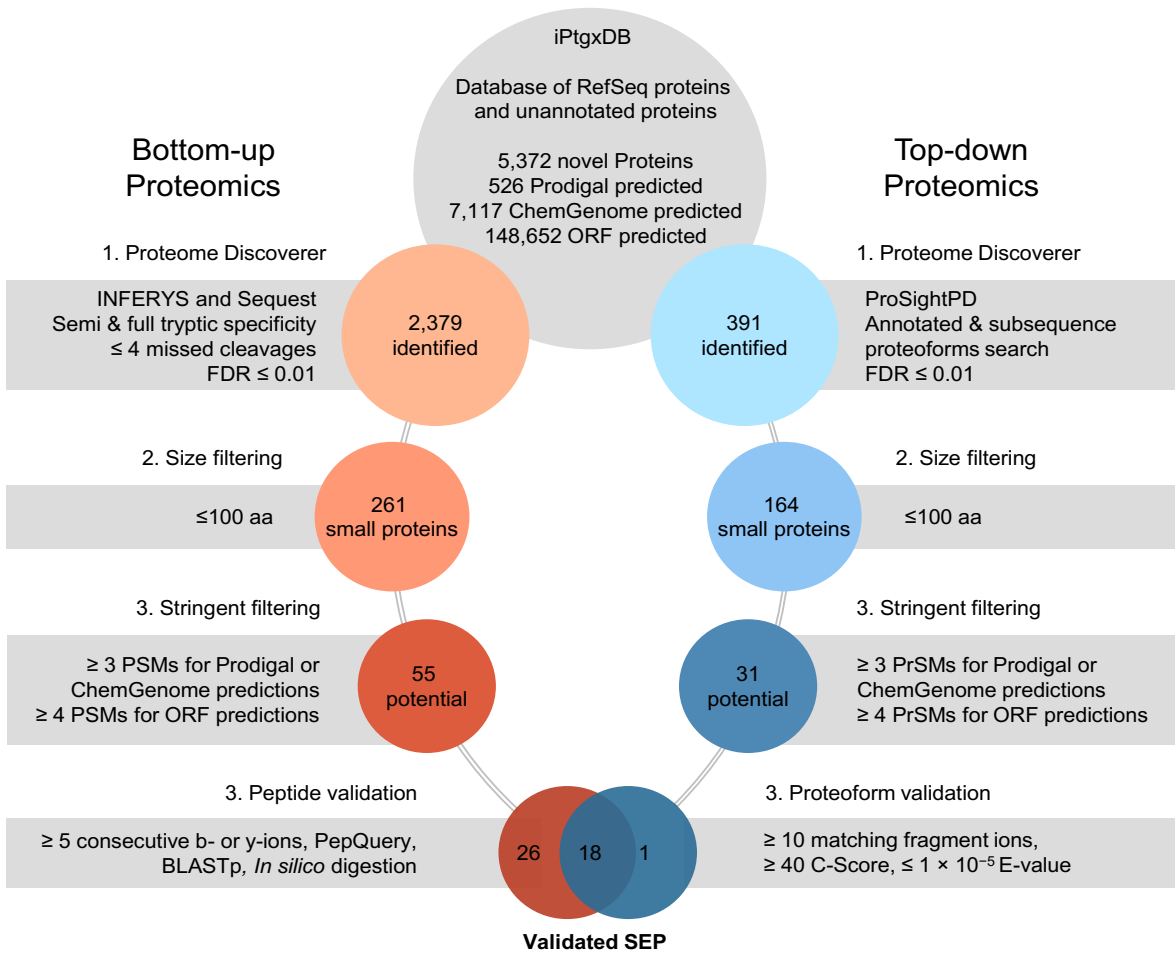 iPtgxDB
Database of RefSeq proteins
and unannotated proteins
5,372 novel Proteins
526 Prodigal predicted
7,117 ChemGenome predicted
148,652 ORF predicted
Bottom-up
Proteomics
1. Proteome Discoverer
INFERYS and Sequest
Semi & full tryptic specificity
≤ 4 missed cleavages
FDR ≤ 0.01
2,379
identified
2. Size filtering
≤100 aa
261
small proteins
3. Stringent filtering
≥ 3 PSMs for Prodigal or
ChemGenome predictions
≥ 4 PSMs for ORF predictions
55
potential
3. Peptide validation
≥ 5 consecutive b- or y-ions, PepQuery,
BLASTp, In silico digestion
Top-down
Proteomics
1. Proteome Discoverer
391
identified
ProSightPD
Annotated & subsequence
proteoforms search
FDR ≤ 0.01
2. Size filtering
164
small proteins
≤100 aa
3. Stringent filtering
31
potential
≥ 3 PrSMs for Prodigal or
ChemGenome predictions
≥ 4 PrSMs for ORF predictions
3. Proteoform validation
≥ 10 matching fragment ions,
≥ 40 C-Score, ≤ 1 × 10⁻⁵ E-value
26 18 1
Validated SEP